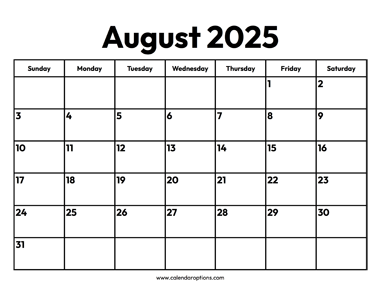 August 2025
Sunday Monday Tuesday Wednesday Thursday Friday Saturday
1 2
3 4 5 6 7 8 9
10 11 12 13 14 15 16
17 18 19 20 21 22 23
24 25 26 27 28 29 30
31
www.calendaroptions.com